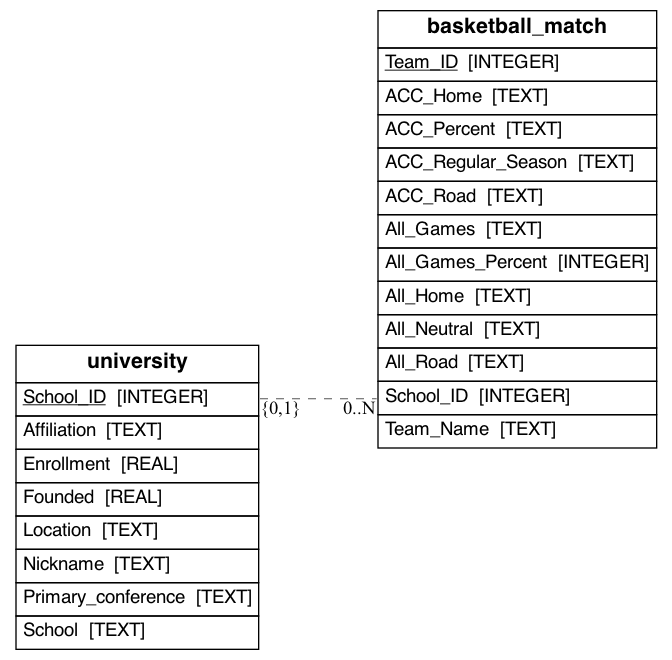 basketball_match
Team_ID [INTEGER]
ACC_Home [TEXT]
ACC_Percent [TEXT]
ACC_Regular_Season [TEXT]
ACC_Road [TEXT]
All_Games [TEXT]
All_Games_Percent [INTEGER]
All_Home [TEXT]
All_Neutral [TEXT]
All_Road [TEXT]
School_ID [INTEGER]
Team_Name [TEXT]
university
School_ID [INTEGER]
Affiliation [TEXT]
Enrollment [REAL]
Founded [REAL]
Location [TEXT]
Nickname [TEXT]
Primary_conference [TEXT]
School [TEXT]
{0,1} 0..N